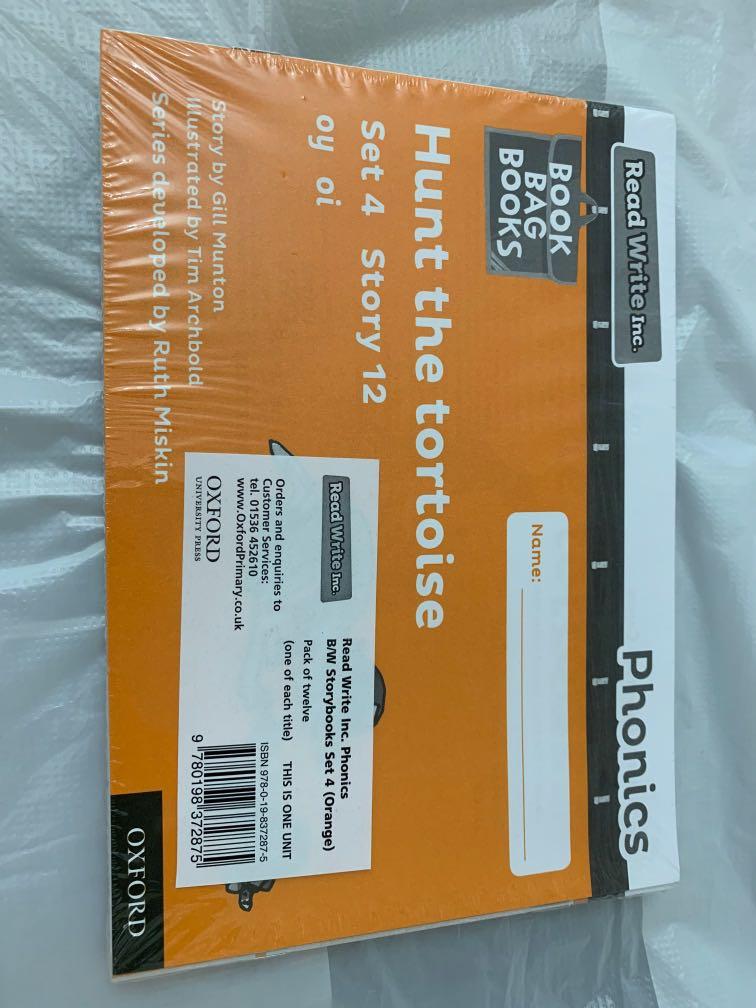 Read Write Inc.
Phonics
BOOK
BAG
BOOKS
Name:
Hunt the tortoise
Set 4 Story 12
oy oi
Story by Gill Munton
Illustrated by Tim Archbold
Series developed by Ruth Miskin
Read Write Inc.
Orders and enquiries to
Customer Services:
tel. 01536 452610
www.OxfordPrimary.co.uk
OXFORD
UNIVERSITY PRESS
Read Write Inc. Phonics
B/W Storybooks Set 4 (Orange)
Pack of twelve
(one of each title) THIS IS ONE UNIT
ISBN 978-0-19-837287-5
9 780198 372875
OXFORD